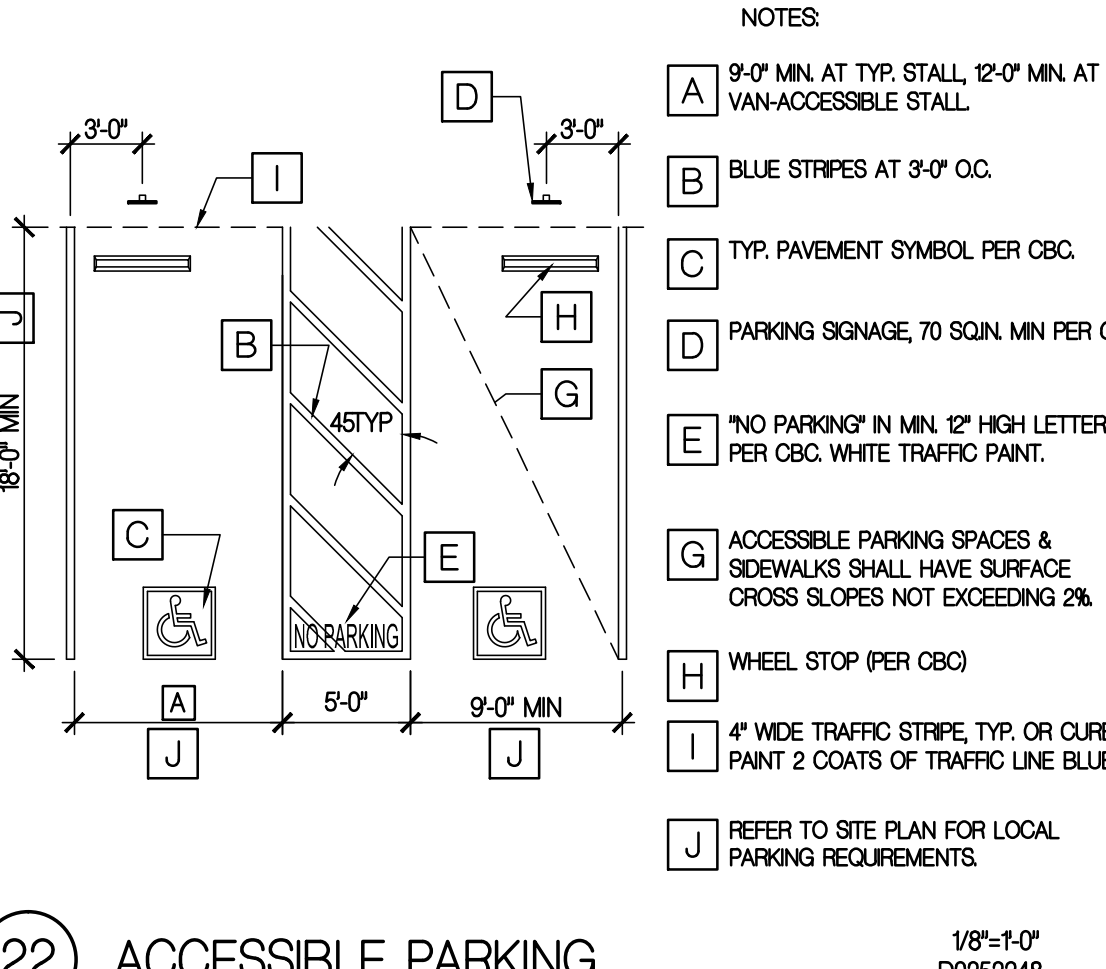 NOTES:
A 9'-0" MIN. AT TYP. STALL, 12'-0" MIN. AT
VAN-ACCESSIBLE STALL.
B BLUE STRIPES AT 3'-0" O.C.
C TYP. PAVEMENT SYMBOL PER CBC.
D PARKING SIGNAGE, 70 SQ.IN. MIN PER
E "NO PARKING" IN MIN. 12" HIGH LETTER
PER CBC. WHITE TRAFFIC PAINT.
G ACCESSIBLE PARKING SPACES &
SIDEWALKS SHALL HAVE SURFACE
CROSS SLOPES NOT EXCEEDING 2%.
H WHEEL STOP (PER CBC)
I 4" WIDE TRAFFIC STRIPE, TYP. OR CURB
PAINT 2 COATS OF TRAFFIC LINE BLUE
J REFER TO SITE PLAN FOR LOCAL
PARKING REQUIREMENTS.
D
3'-0"
3'-0"
I
J
H
B
G
45TYP
18'-0" MIN
C
E
NO PARKING
A
5'-0"
9'-0" MIN
J
J
22 ACCESSIBLE PARKING
1/8"=1'-0"